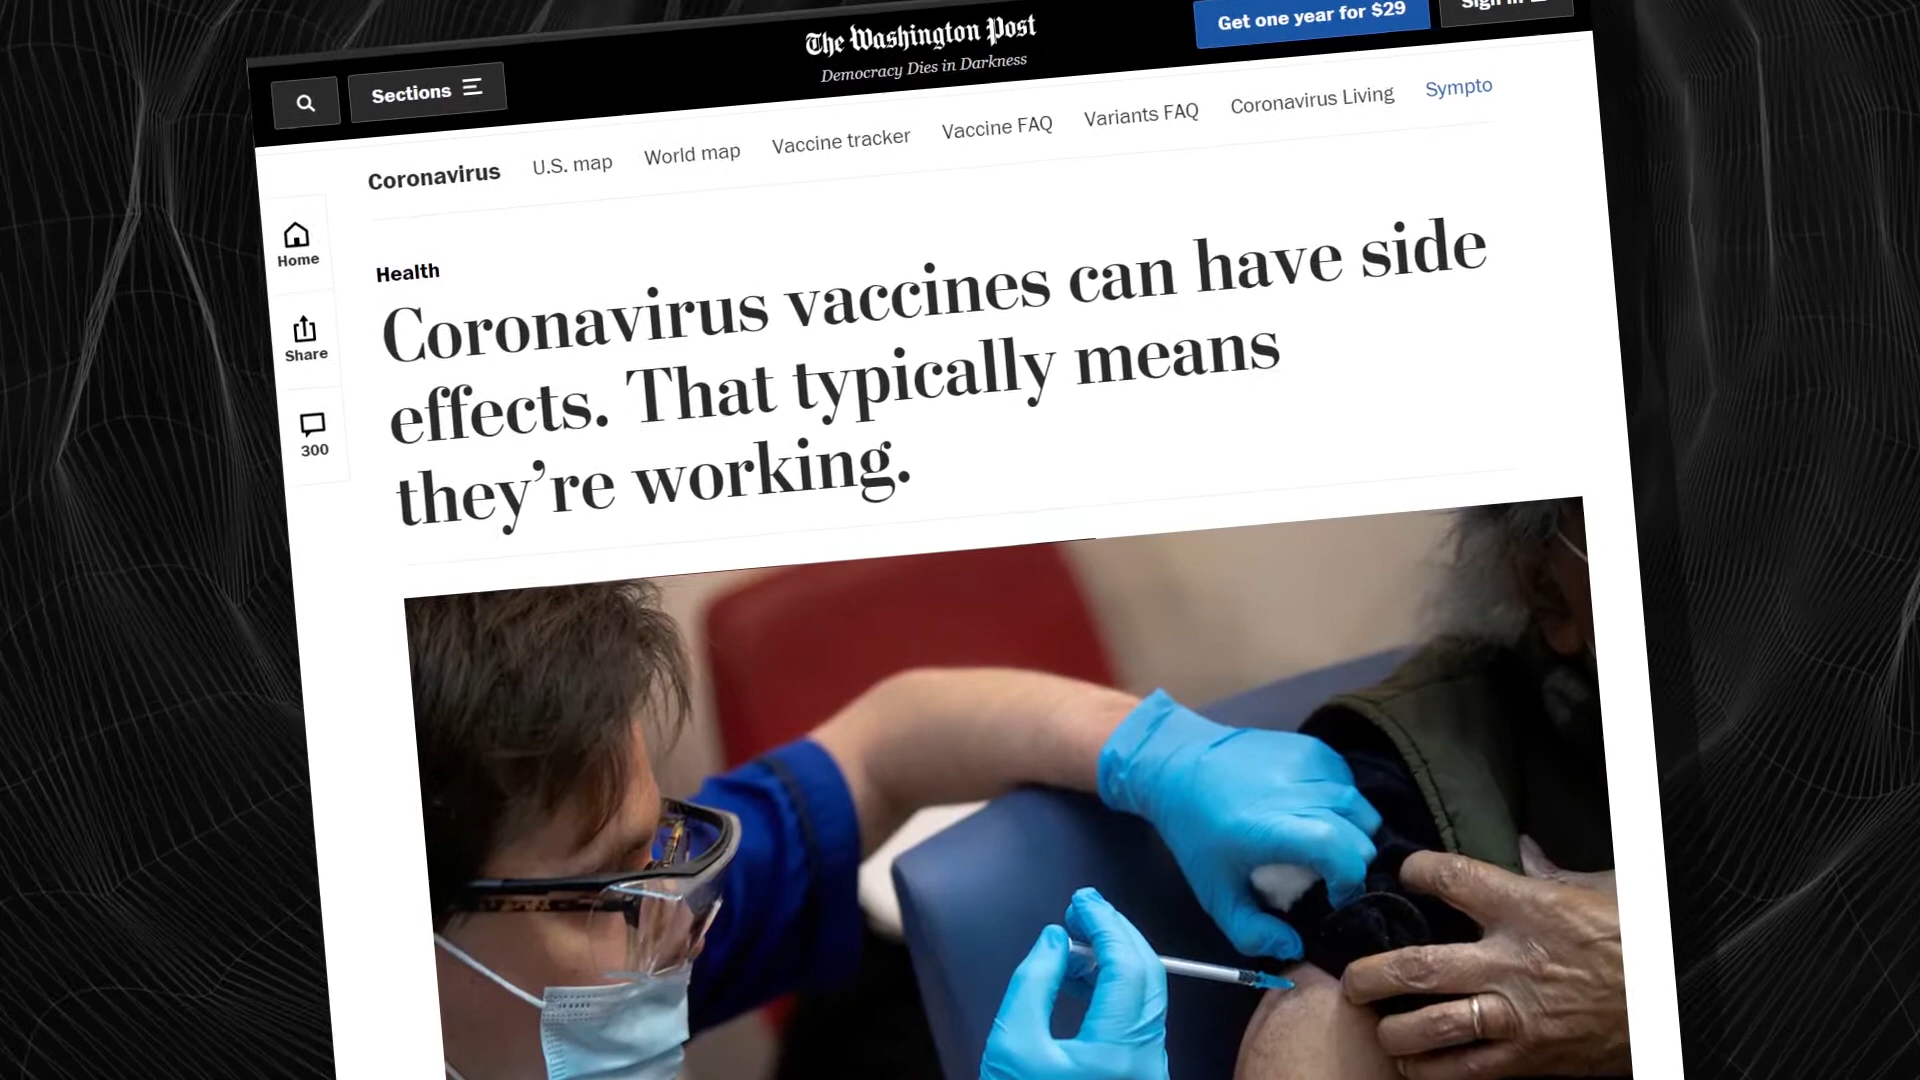 The Washington Post
Democracy Dies in Darkness
Get one year for $29
Sign in
Sections
Coronavirus U.S. map World map Vaccine tracker Vaccine FAQ Variants FAQ Coronavirus Living Sympto
Home
Share
300
Health
Coronavirus vaccines can have side
effects. That typically means
they’re working.